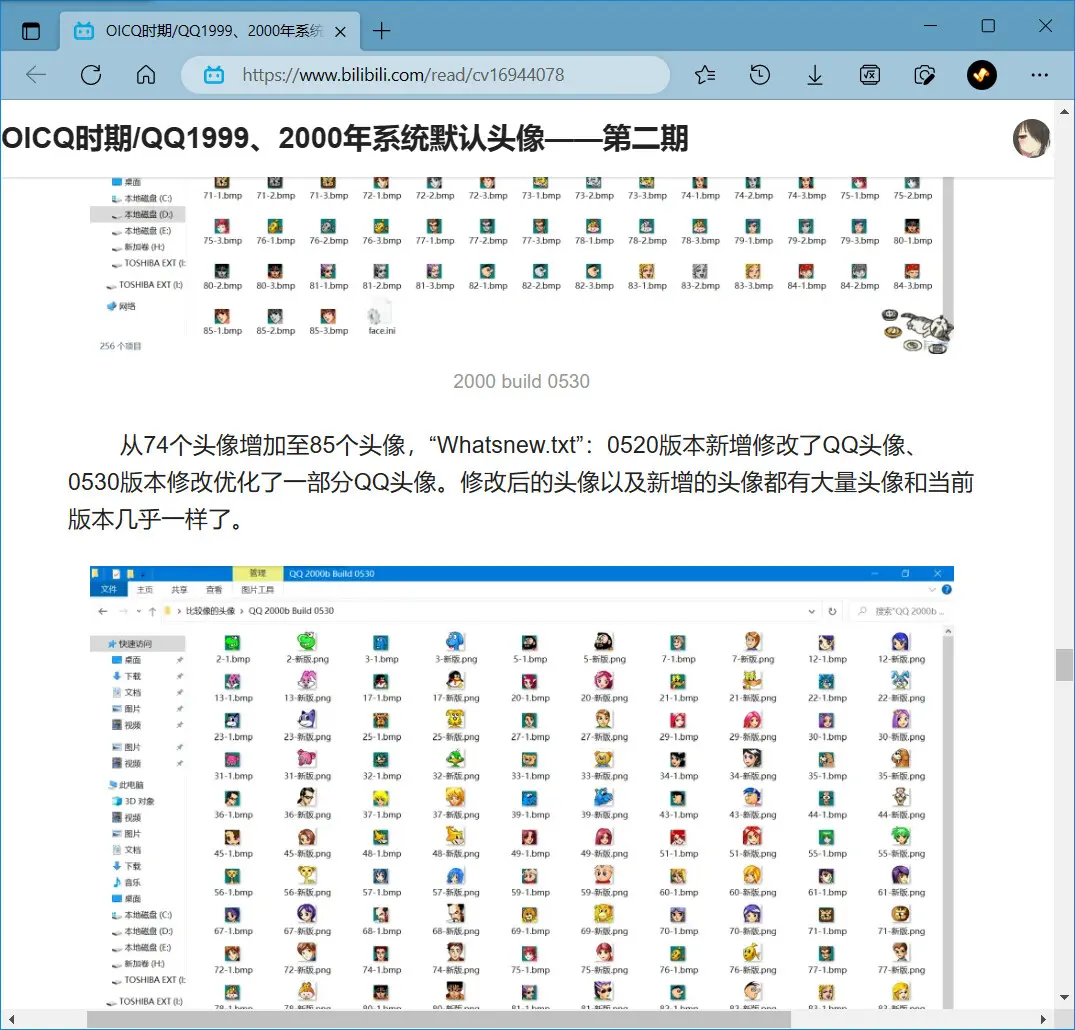 OICQ时期/QQ1999、2000年系统
https://www.bilibili.com/read/cv16944078
OICQ时期/QQ1999、2000年系统默认头像——第二期
桌面
71-1.bmp 71-2.bmp 71-3.bmp 72-1.bmp 72-2.bmp 72-3.bmp 73-1.bmp 73-2.bmp 73-3.bmp 74-1.bmp 74-2.bmp 74-3.bmp 75-1.bmp 75-2.bmp
本地磁盘 (C:)
本地磁盘 (D:)
本地磁盘 (E:)
75-3.bmp 76-1.bmp 76-2.bmp 76-3.bmp 77-1.bmp 77-2.bmp 77-3.bmp 78-1.bmp 78-2.bmp 78-3.bmp 79-1.bmp 79-2.bmp 79-3.bmp 80-1.bmp
新加卷 (H:)
TOSHIBA EXT (I:
TOSHIBA EXT (I:)
80-2.bmp 80-3.bmp 81-1.bmp 81-2.bmp 81-3.bmp 82-1.bmp 82-2.bmp 82-3.bmp 83-1.bmp 83-2.bmp 83-3.bmp 84-1.bmp 84-2.bmp 84-3.bmp
网络
85-1.bmp 85-2.bmp 85-3.bmp face.ini
256 个项目
2000 build 0530
从74个头像增加至85个头像，“Whatsnew.txt”：0520版本新增修改了QQ头像、
0530版本修改优化了一部分QQ头像。修改后的头像以及新增的头像都有大量头像和当前
版本几乎一样了。
管理 QQ 2000b Build 0530
文件 主页 共享 查看 图片工具
比较像的头像 › QQ 2000b Build 0530 搜索"QQ 2000b ...
快速访问
桌面
下载
文档
图片
视频
图片
视频
此电脑
3D 对象
视频
图片
文档
下载
音乐
桌面
本地磁盘 (C:)
本地磁盘 (D:)
本地磁盘 (E:)
新加卷 (H:)
TOSHIBA EXT (I:
TOSHIBA EXT (I:)
2-1.bmp 2-新版.png 3-1.bmp 3-新版.png 5-1.bmp 5-新版.png 7-1.bmp 7-新版.png 12-1.bmp 12-新版.png
13-1.bmp 13-新版.png 17-1.bmp 17-新版.png 20-1.bmp 20-新版.png 21-1.bmp 21-新版.png 22-1.bmp 22-新版.png
23-1.bmp 23-新版.png 25-1.bmp 25-新版.png 27-1.bmp 27-新版.png 29-1.bmp 29-新版.png 30-1.bmp 30-新版.png
31-1.bmp 31-新版.png 32-1.bmp 32-新版.png 33-1.bmp 33-新版.png 34-1.bmp 34-新版.png 35-1.bmp 35-新版.png
36-1.bmp 36-新版.png 37-1.bmp 37-新版.png 39-1.bmp 39-新版.png 43-1.bmp 43-新版.png 44-1.bmp 44-新版.png
45-1.bmp 45-新版.png 48-1.bmp 48-新版.png 49-1.bmp 49-新版.png 51-1.bmp 51-新版.png 55-1.bmp 55-新版.png
56-1.bmp 56-新版.png 57-1.bmp 57-新版.png 59-1.bmp 59-新版.png 60-1.bmp 60-新版.png 61-1.bmp 61-新版.png
67-1.bmp 67-新版.png 68-1.bmp 68-新版.png 69-1.bmp 69-新版.png 70-1.bmp 70-新版.png 71-1.bmp 71-新版.png
72-1.bmp 72-新版.png 74-1.bmp 74-新版.png 75-1.bmp 75-新版.png 76-1.bmp 76-新版.png 77-1.bmp 77-新版.png